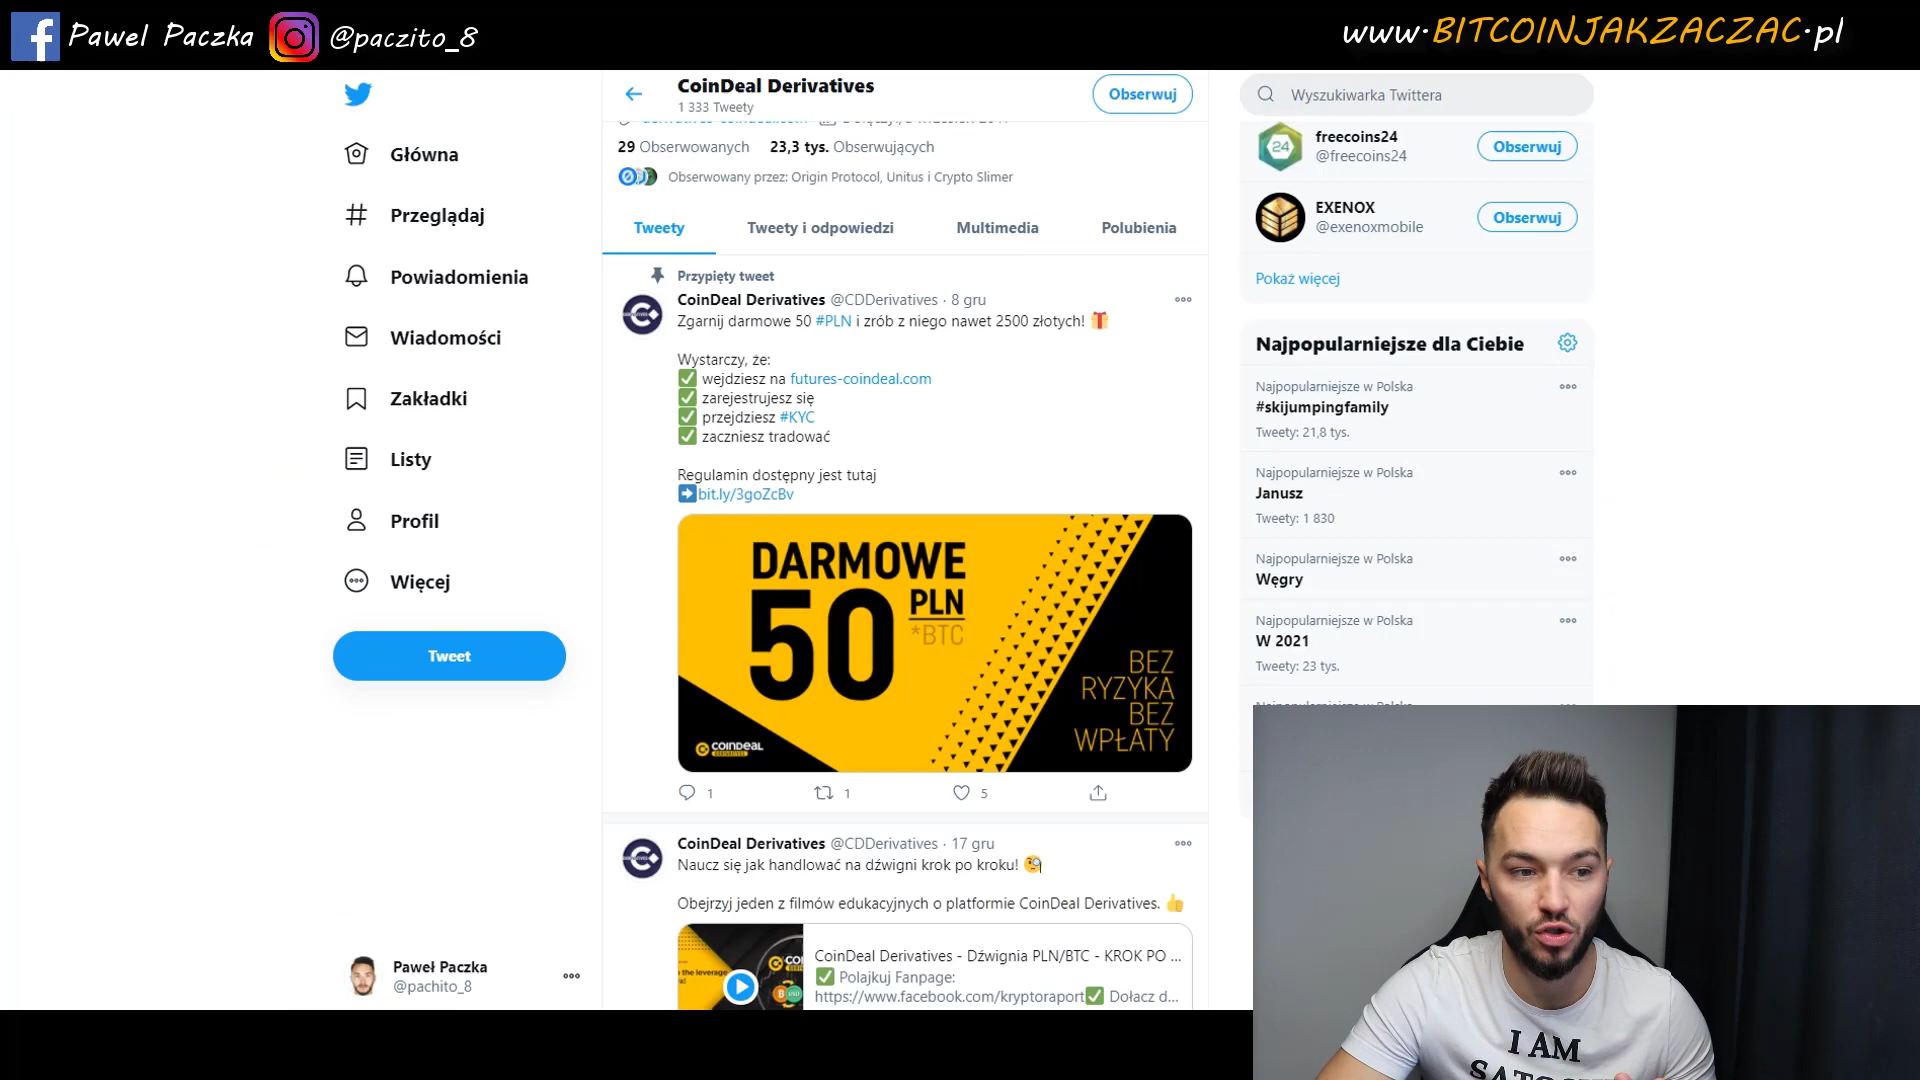 Pawel Paczka
@paczito_8
www.BITCOINJAKZACZAC.pl
CoinDeal Derivatives
1 333 Tweety
Obserwuj
29 Obserwowanych 23,3 tys. Obserwujących
Obserwowany przez: Origin Protocol, Unitus i Crypto Slimer
Tweety
Tweety i odpowiedzi
Multimedia
Polubienia
Główna
Przeglądaj
Powiadomienia
Wiadomości
Zakładki
Listy
Profil
Więcej
Tweet
Paweł Paczka
@pachito_8
Przypięty tweet
CoinDeal Derivatives @CDDerivatives · 8 gru
Zgarnij darmowe 50 #PLN i zrób z niego nawet 2500 złotych! 🎁
Wystarczy, że:
✅ wejdziesz na futures-coindeal.com
✅ zarejestrujesz się
✅ przejdziesz #KYC
✅ zaczniesz tradować
Regulamin dostępny jest tutaj
➡bit.ly/3goZcBv
DARMOWE
50
PLN
*BTC
BEZ
RYZYKA
BEZ
WPŁATY
COINDEAL
DERIVATIVES
1
1
5
CoinDeal Derivatives @CDDerivatives · 17 gru
Naucz się jak handlować na dźwigni krok po kroku! 🧐
Obejrzyj jeden z filmów edukacyjnych o platformie CoinDeal Derivatives. 👍
CoinDeal Derivatives - Dźwignia PLN/BTC - KROK PO ...
✅ Polajkuj Fanpage:
https://www.facebook.com/kryptoraport✅ Dołacz d...
Wyszukiwarka Twittera
24
freecoins24
@freecoins24
Obserwuj
EXENOX
@exenoxmobile
Obserwuj
Pokaż więcej
Najpopularniejsze dla Ciebie
Najpopularniejsze w Polska
#skijumpingfamily
Tweety: 21,8 tys.
Najpopularniejsze w Polska
Janusz
Tweety: 1 830
Najpopularniejsze w Polska
Węgry
Najpopularniejsze w Polska
W 2021
Tweety: 23 tys.
I AM